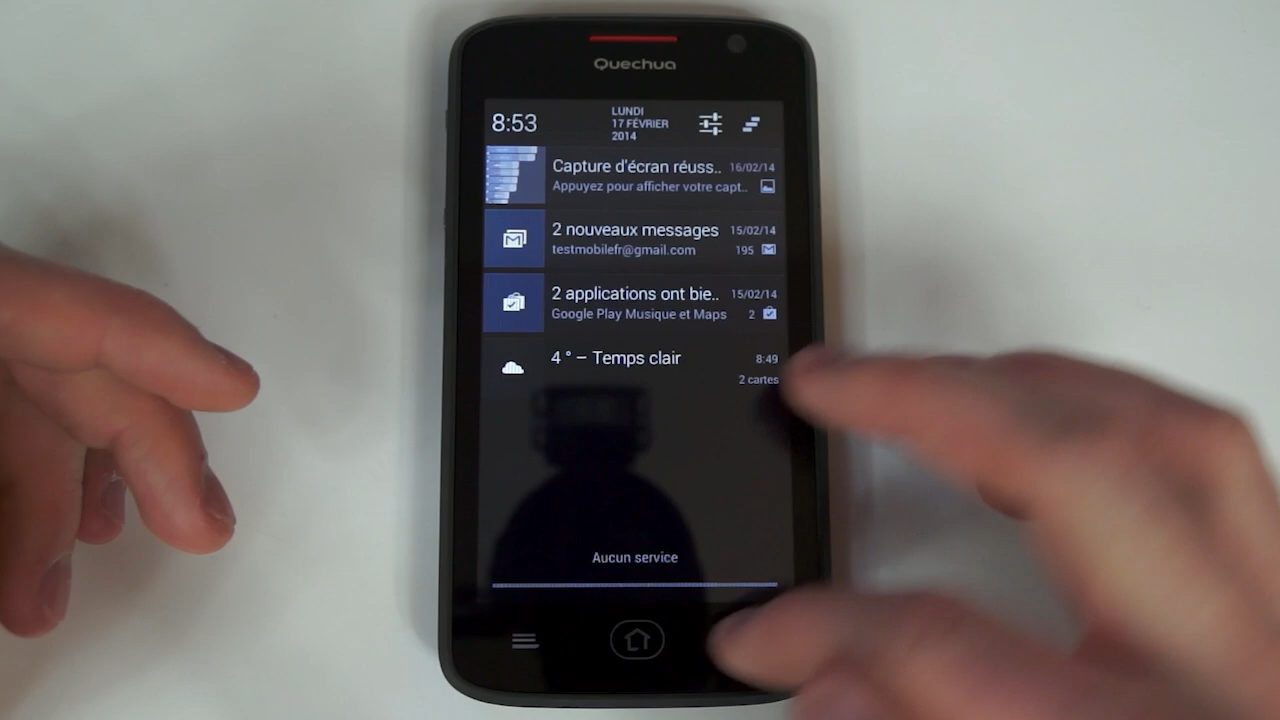 Quechua
8:53
LUNDI
17 FÉVRIER
2014
Capture d'écran réuss.. 16/02/14
Appuyez pour afficher votre capt..
2 nouveaux messages 15/02/14
testmobilefr@gmail.com 195
2 applications ont bie.. 15/02/14
Google Play Musique et Maps 2
4 ° – Temps clair 8:49
2 cartes
Aucun service